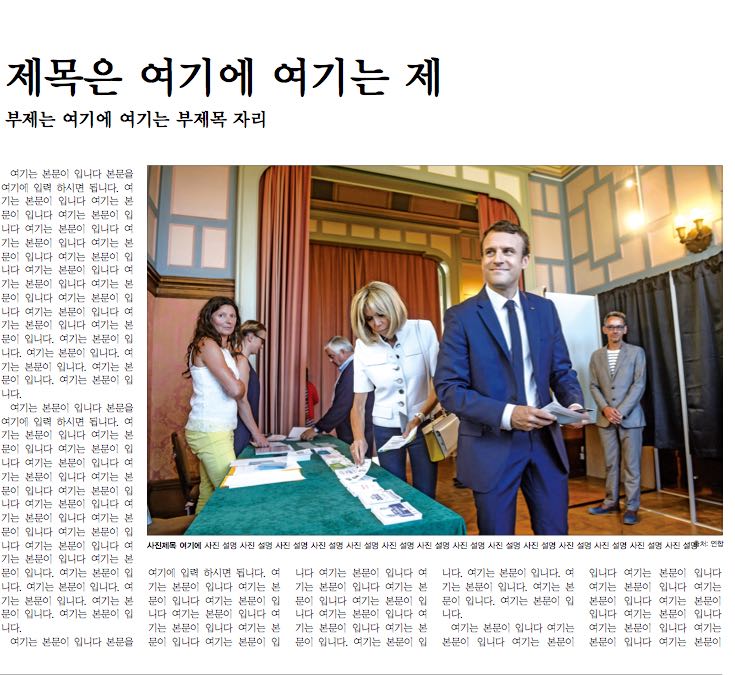 제목은 여기에 여기는 제
부제는 여기에 여기는 부제목 자리
여기는 본문이 입니다 본문을
여기에 입력 하시면 됩니다. 여
기는 본문이 입니다 여기는 본
문이 입니다 여기는 본문이 입
니다 여기는 본문이 입니다 여
기는 본문이 입니다 여기는 본
문이 입니다 여기는 본문이 입
니다 여기는 본문이 입니다 여
기는 본문이 입니다 여기는 본
문이 입니다 여기는 본문이 입
니다 여기는 본문이 입니다 여
기는 본문이 입니다 여기는 본
문이 입니다. 여기는 본문이 입
니다. 여기는 본문이 입니다. 여
기는 본문이 입니다. 여기는 본
문이 입니다. 여기는 본문이 입
니다.
여기는 본문이 입니다 본문을
여기에 입력 하시면 됩니다. 여
기는 본문이 입니다 여기는 본
문이 입니다 여기는 본문이 입
니다 여기는 본문이 입니다 여
기는 본문이 입니다 여기는 본
문이 입니다 여기는 본문이 입
니다 여기는 본문이 입니다 여
기는 본문이 입니다 여기는 본
문이 입니다 여기는 본문이 입
니다 여기는 본문이 입니다 여
기는 본문이 입니다 여기는 본
문이 입니다. 여기는 본문이 입
니다. 여기는 본문이 입니다. 여
기는 본문이 입니다. 여기는 본
문이 입니다. 여기는 본문이 입
니다.
여기는 본문이 입니다 본문을
사진제목 여기에 사진 설명 사진 설명 사진 설명 사진 설명 사진 설명 사진 설명 사진 설명 사진 설명 사진 설명 사진 설명 사진 설명 사진 설명 사진 설명 사진 설명 출처: 연합
여기에 입력 하시면 됩니다. 여
기는 본문이 입니다 여기는 본
문이 입니다 여기는 본문이 입
니다 여기는 본문이 입니다 여
기는 본문이 입니다 여기는 본
문이 입니다 여기는 본문이 입
니다 여기는 본문이 입니다 여
기는 본문이 입니다 여기는 본
문이 입니다 여기는 본문이 입
니다 여기는 본문이 입니다 여
기는 본문이 입니다 여기는 본
문이 입니다. 여기는 본문이 입
니다. 여기는 본문이 입니다. 여
기는 본문이 입니다. 여기는 본
문이 입니다. 여기는 본문이 입
니다.
여기는 본문이 입니다 여기는
본문이 입니다 여기는 본문이
입니다 여기는 본문이 입니다
여기는 본문이 입니다 여기는
본문이 입니다 여기는 본문이
입니다 여기는 본문이 입니다
여기는 본문이 입니다 여기는
본문이 입니다 여기는 본문이